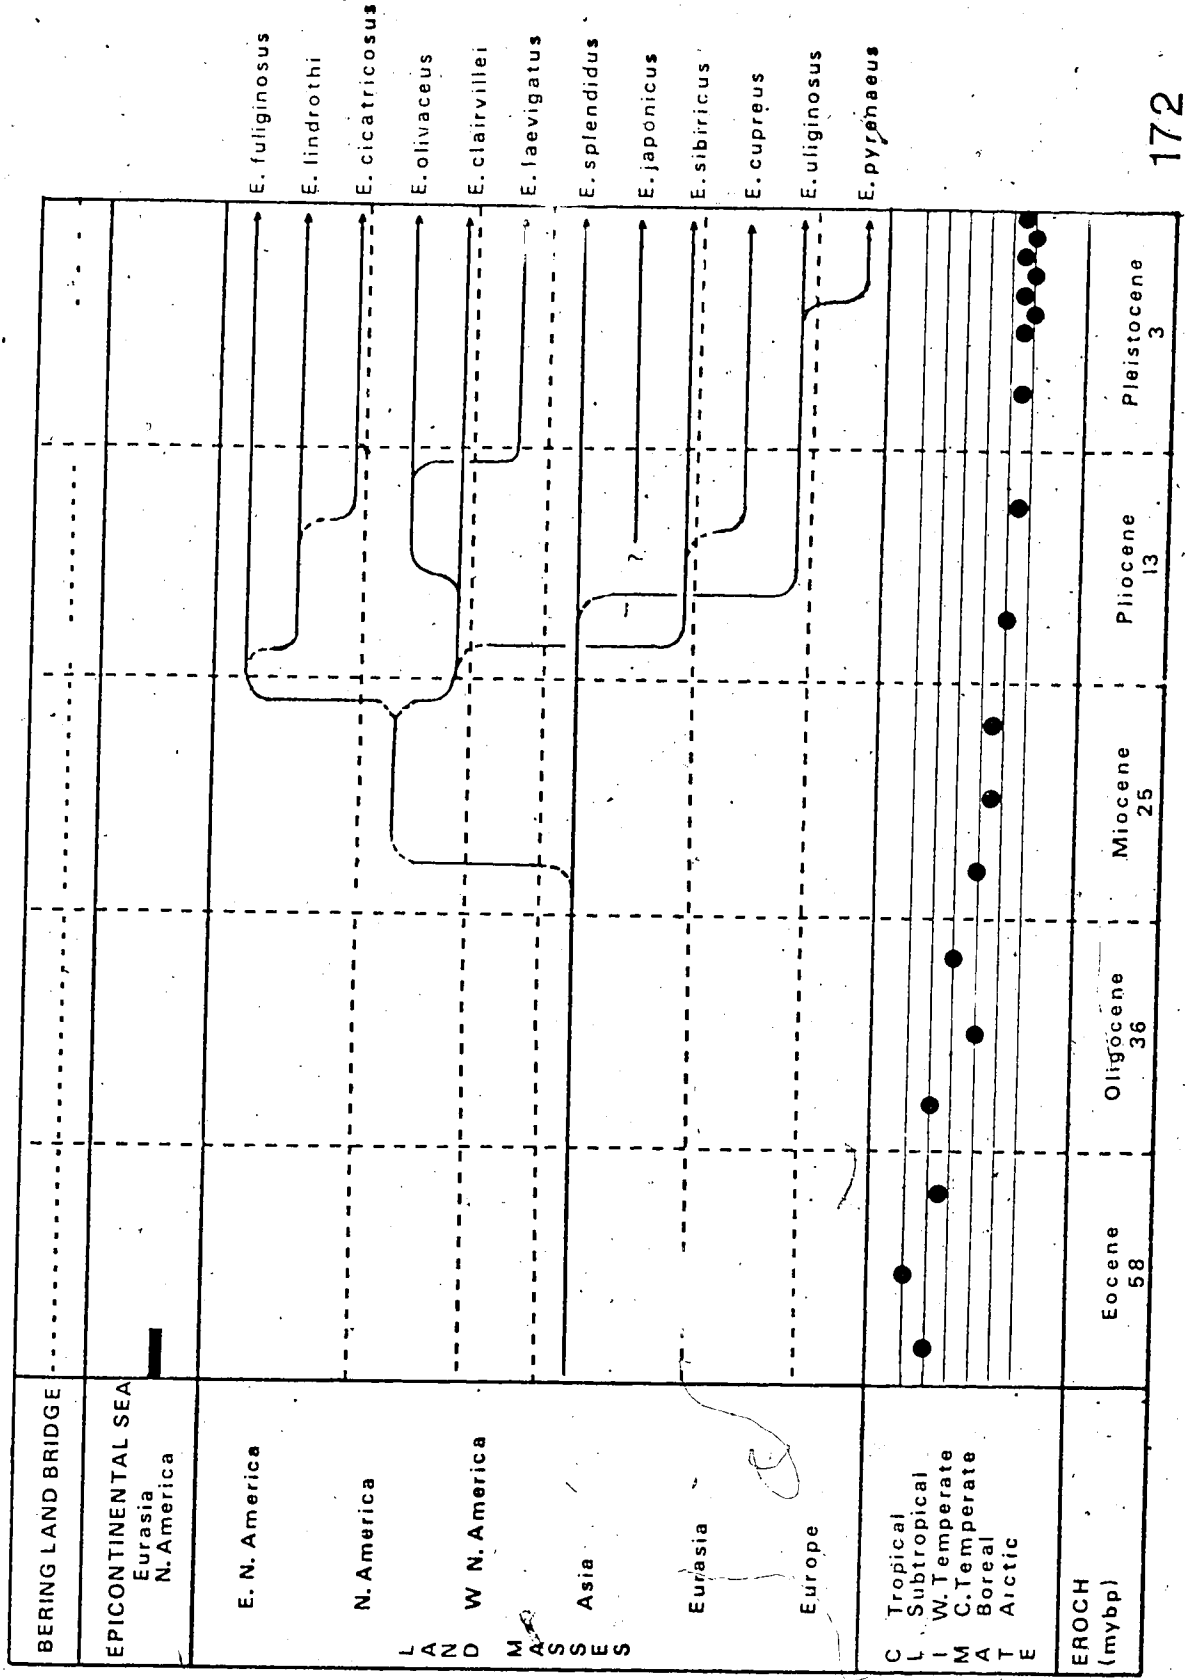 BERING LAND BRIDGE
EPICONTINENTAL SEA
Eurasia
N. America
LAND MASSES
E. N. America
N. America
W N. America
Asia
Eurasia
Europe
CLIMATE
Tropical
Subtropical
W. Temperate
C. Temperate
Boreal
Arctic
EROCH
(mybp)
Eocene
58
Oligocene
36
Miocene
25
Pliocene
13
Pleistocene
3
?
E. fuliginosus
E. lindrothi
E. cicatricosus
E. olivaceus
E. clairvillei
E. laevigatus
E. splendidus
E. japonicus
E. sibiricus
E. cupreus
E. uliginosus
E. pyrenaeus
172